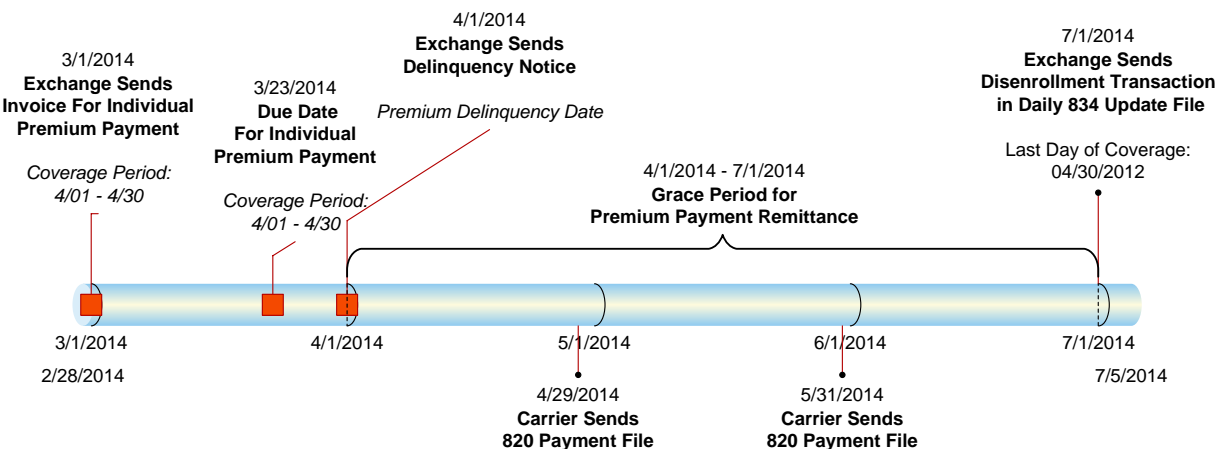 3/1/2014
Exchange Sends
Invoice For Individual
Premium Payment
Coverage Period:
4/01 - 4/30
3/23/2014
Due Date
For Individual
Premium Payment
Coverage Period:
4/01 - 4/30
4/1/2014
Exchange Sends
Delinquency Notice
Premium Delinquency Date
4/1/2014 - 7/1/2014
Grace Period for
Premium Payment Remittance
7/1/2014
Exchange Sends
Disenrollment Transaction
in Daily 834 Update File
Last Day of Coverage:
04/30/2012
3/1/2014
4/1/2014
5/1/2014
6/1/2014
7/1/2014
2/28/2014
7/5/2014
4/29/2014
Carrier Sends
820 Payment File
5/31/2014
Carrier Sends
820 Payment File